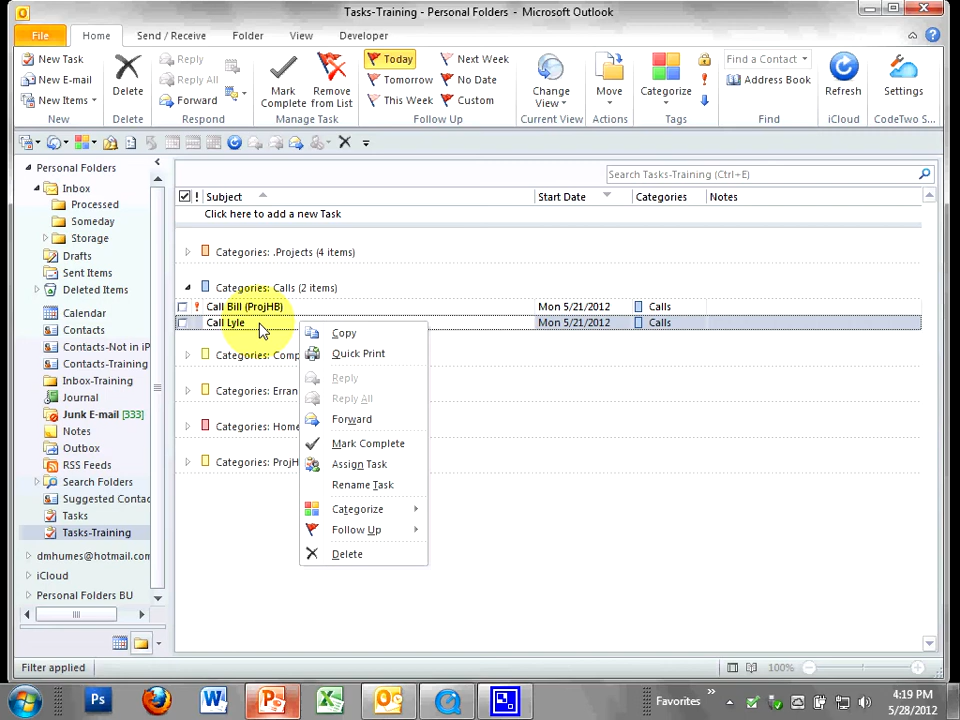 Tasks-Training - Personal Folders - Microsoft Outlook
File Home Send / Receive Folder View Developer
New Task
New E-mail
New Items
New
Delete
Delete
Reply
Reply All
Forward
Respond
Mark Complete
Remove from List
Manage Task
Today
Tomorrow
This Week
Next Week
No Date
Custom
Follow Up
Change View
Current View
Move
Actions
Categorize
Tags
Find a Contact
Address Book
Find
Refresh
iCloud
Settings
CodeTwo S...
Personal Folders
Inbox
Processed
Someday
Storage
Drafts
Sent Items
Deleted Items
Calendar
Contacts
Contacts-Not in iP
Contacts-Training
Inbox-Training
Journal
Junk E-mail [333]
Notes
Outbox
RSS Feeds
Search Folders
Suggested Contac
Tasks
Tasks-Training
dmhumes@hotmail.com
iCloud
Personal Folders BU
Search Tasks-Training (Ctrl+E)
! Subject Start Date Categories Notes
Click here to add a new Task
Categories: .Projects (4 items)
Categories: Calls (2 items)
! Call Bill (ProjHB) Mon 5/21/2012 Calls
Call Lyle Mon 5/21/2012 Calls
Categories: Comp
Categories: Erran
Categories: Home
Categories: ProjH
Copy
Quick Print
Reply
Reply All
Forward
Mark Complete
Assign Task
Rename Task
Categorize
Follow Up
Delete
Filter applied
100%
Ps
Favorites
4:19 PM
5/28/2012